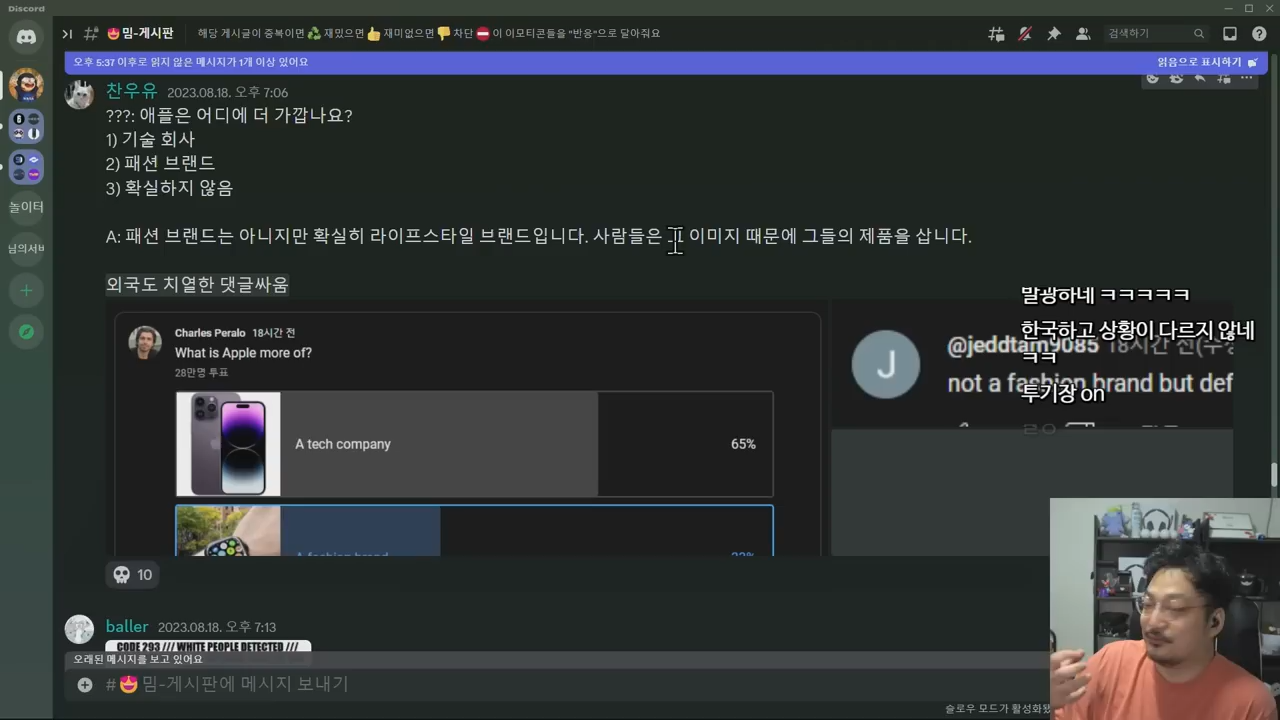 Discord
밈-게시판
해당 게시글이 중복이면 재밌으면 재미없으면 차단 이 이모티콘들을 "반응"으로 달아줘요
검색하기
오후 5:37 이후로 읽지 않은 메시지가 1개 이상 있어요
읽음으로 표시하기
찬우유 2023.08.18. 오후 7:06
???: 애플은 어디에 더 가깝나요?
1) 기술 회사
2) 패션 브랜드
3) 확실하지 않음
놀이터
님의서버
A: 패션 브랜드는 아니지만 확실히 라이프스타일 브랜드입니다. 사람들은 그 이미지 때문에 그들의 제품을 삽니다.
외국도 치열한 댓글싸움
말광하네 ㅋㅋㅋㅋㅋ
한국하고 상황이 다르지 않네
ㅋㅋ
투기장 on
Charles Peralo 18시간 전
What is Apple more of?
28만명 투표
A tech company 65%
A fashion brand
J
@jeddtam9085 18시간 전
not a fashion brand but def
10
baller 2023.08.18. 오후 7:13
CODE 293 /// WHITE PEOPLE DETECTED ///
오래된 메시지를 보고 있어요
#밈-게시판에 메시지 보내기
슬로우 모드가 활성화